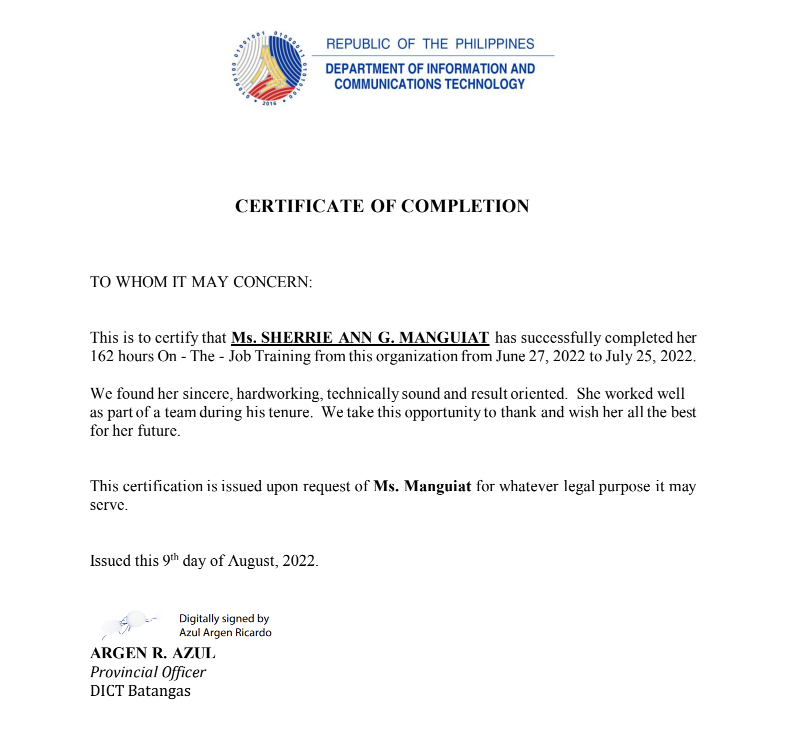 REPUBLIC OF THE PHILIPPINES
DEPARTMENT OF INFORMATION AND
COMMUNICATIONS TECHNOLOGY
2016
CERTIFICATE OF COMPLETION
TO WHOM IT MAY CONCERN:
This is to certify that Ms. SHERRIE ANN G. MANGUIAT has successfully completed her
162 hours On - The - Job Training from this organization from June 27, 2022 to July 25, 2022.
We found her sincere, hardworking, technically sound and result oriented. She worked well
as part of a team during his tenure. We take this opportunity to thank and wish her all the best
for her future.
This certification is issued upon request of Ms. Manguiat for whatever legal purpose it may
serve.
Issued this 9th day of August, 2022.
Digitally signed by
Azul Argen Ricardo
ARGEN R. AZUL
Provincial Officer
DICT Batangas